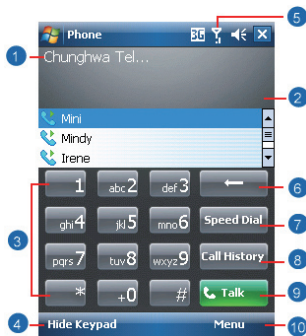 Phone 3G 5
1 Chunghwa Tel...
2
Mini
Mindy
Irene
3
1 abc 2 def 3 6
ghi 4 jkl 5 mno 6 Speed Dial 7
pqrs 7 tuv 8 wxyz 9 Call History 8
* +0 # Talk 9
4 Hide Keypad Menu 10